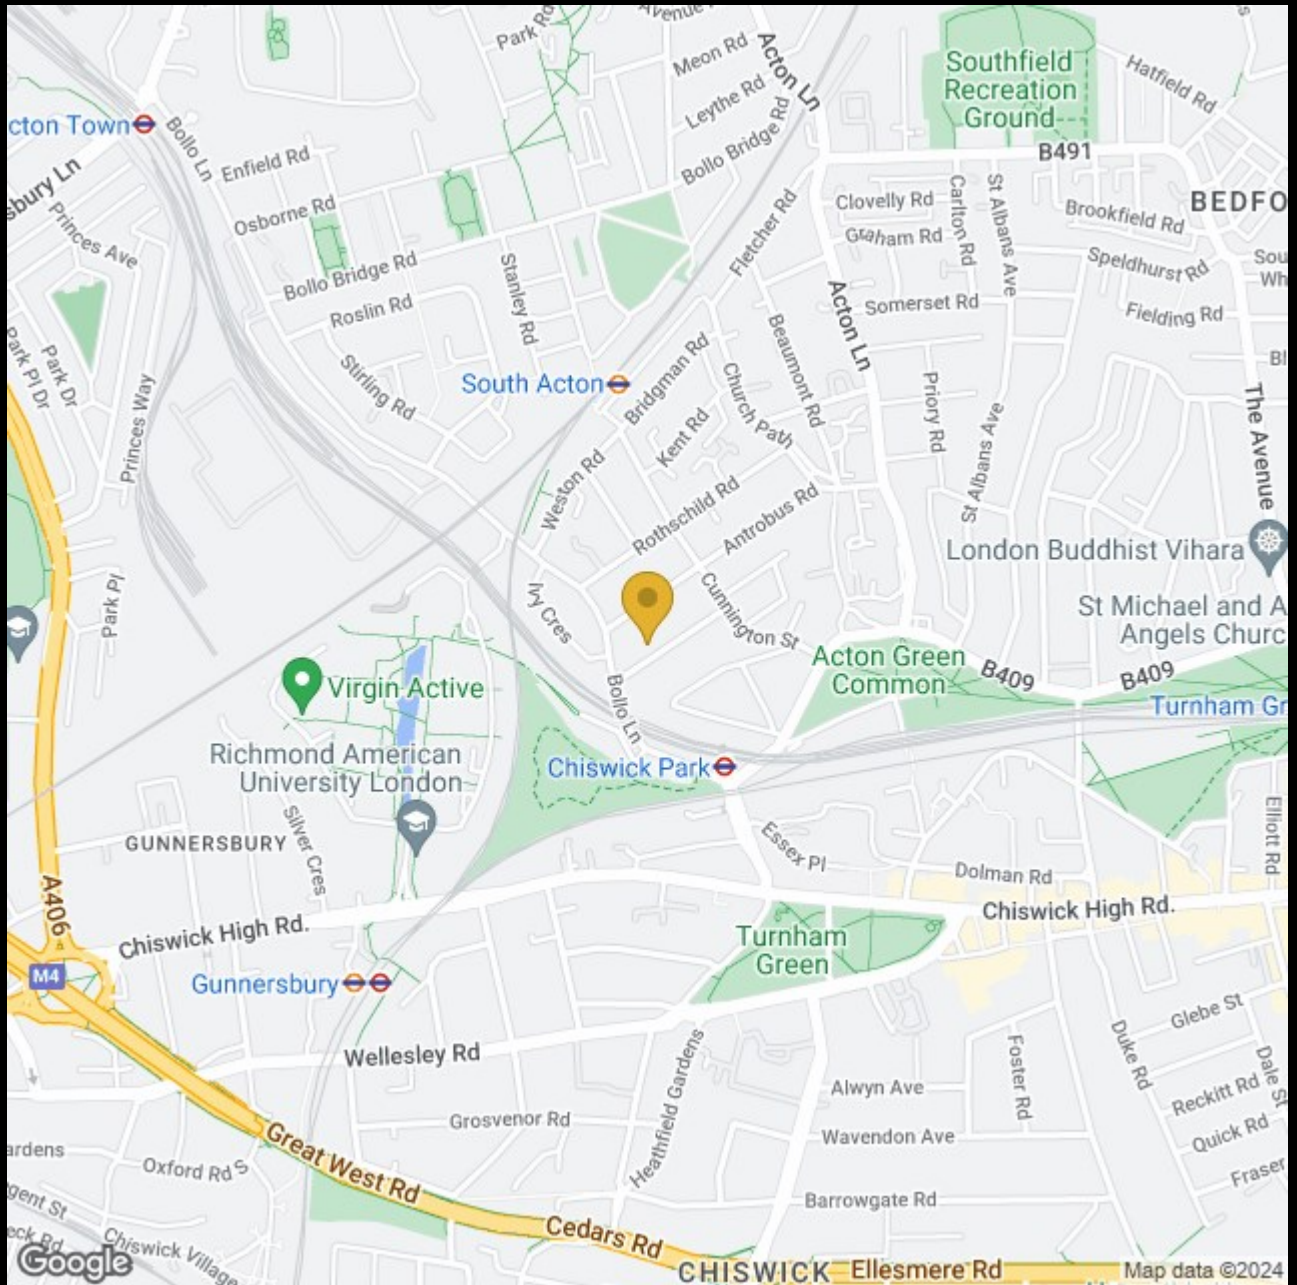 Park Rd
Avenue R
Meon Rd
Acton Ln
Southfield
Recreation
Ground
Hatfield Rd
Leythe Rd
cton Town
Bollo Ln
Bollo Bridge Rd
B491
Enfield Rd
sbury Ln
Clovelly Rd
Carlton Rd
St Albans Ave
BEDFO
Princes Ave
Osborne Rd
Fletcher Rd
Graham Rd
Brookfield Rd
Speldhurst Rd
Sou
Wh
Bollo Bridge Rd
Stanley Rd
Roslin Rd
Acton Ln
Somerset Rd
Fielding Rd
Beaumont Rd
Park Pl Dr
Park Dr
Stirling Rd
Bl
South Acton
Bridgman Rd
Church Path
Priory Rd
The Avenue
Princes Way
Kent Rd
St Albans Ave
Weston Rd
Rothschild Rd
Antrobus Rd
London Buddhist Vihara
Park Pl
Ivy Cres
Cunnington St
St Michael and A
Angels Churc
Acton Green
Common
B409
B409
Virgin Active
Bollo Ln
Turnham Gr
Richmond American
University London
Chiswick Park
Silver Cres
Essex Pl
Elliott Rd
GUNNERSBURY
Dolman Rd
A406
Chiswick High Rd.
Chiswick High Rd.
Turnham
Green
M4
Gunnersbury
Glebe St
Wellesley Rd
Heathfield Gardens
Foster Rd
Duke Rd
Dale St
Alwyn Ave
Reckitt Rd
Grosvenor Rd
Wavendon Ave
Quick Rd
ardens
Oxford Rd S
Great West Rd
Fraser
gent St
Barrowgate Rd
eck Rd
Chiswick Village
Cedars Rd
Google
CHISWICK
Ellesmere Rd
Map data ©2024